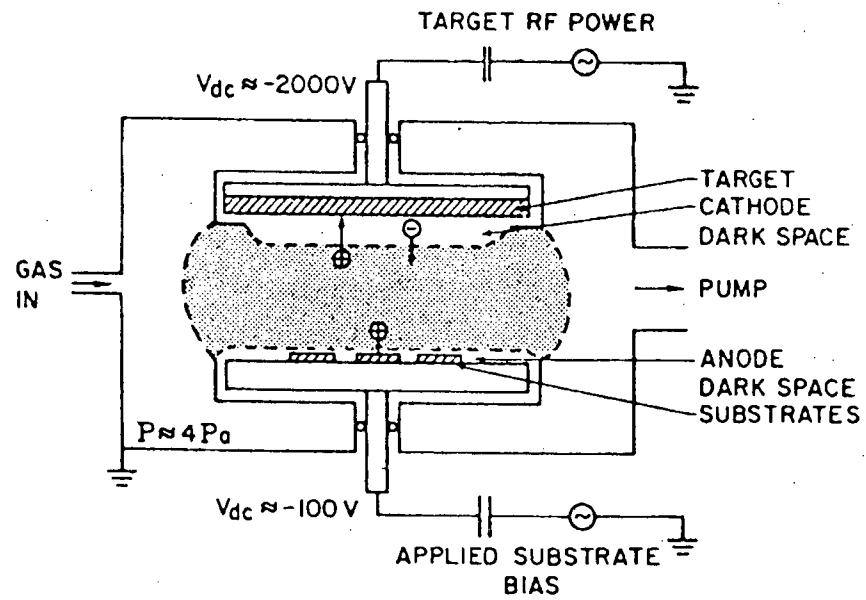 TARGET RF POWER
Vdc ≈ -2000V
TARGET
CATHODE
DARK SPACE
GAS
IN
PUMP
ANODE
DARK SPACE
SUBSTRATES
P ≈ 4 Pa
Vdc ≈ -100 V
APPLIED SUBSTRATE
BIAS